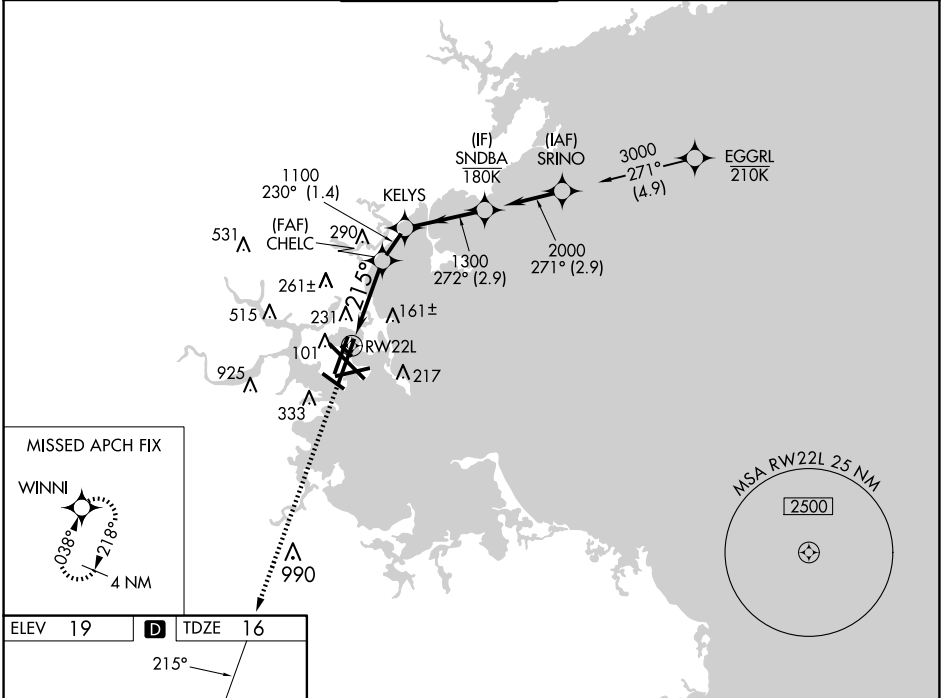 (IF)
SNDBA
180K
(IAF)
SRINO
3000
271°
(4.9)
EGGRL
210K
1100
230° (1.4)
KELYS
(FAF)
CHELC
290
531
1300
272° (2.9)
2000
271° (2.9)
261±
215°
515
231
161±
101
RW22L
925
217
333
MISSED APCH FIX
WINNI
038°
218°
4 NM
MSA RW22L 25 NM
2500
990
ELEV 19
D
TDZE 16
215°